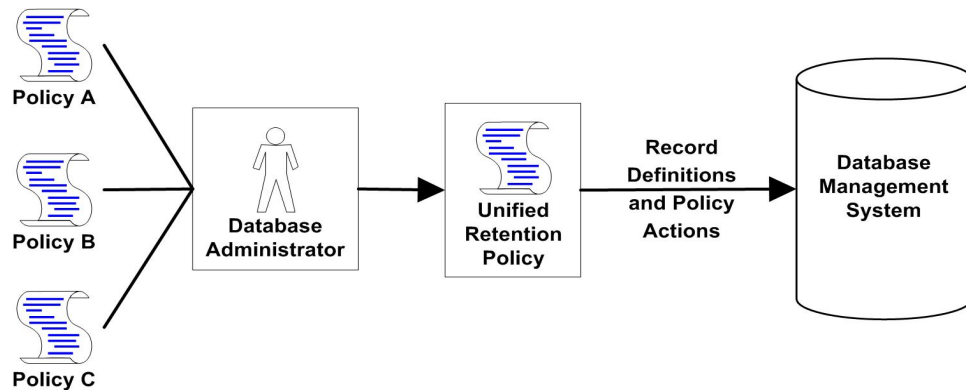 Policy A
Policy B
Policy C
Database
Administrator
Unified
Retention
Policy
Record
Definitions
and Policy
Actions
Database
Management
System